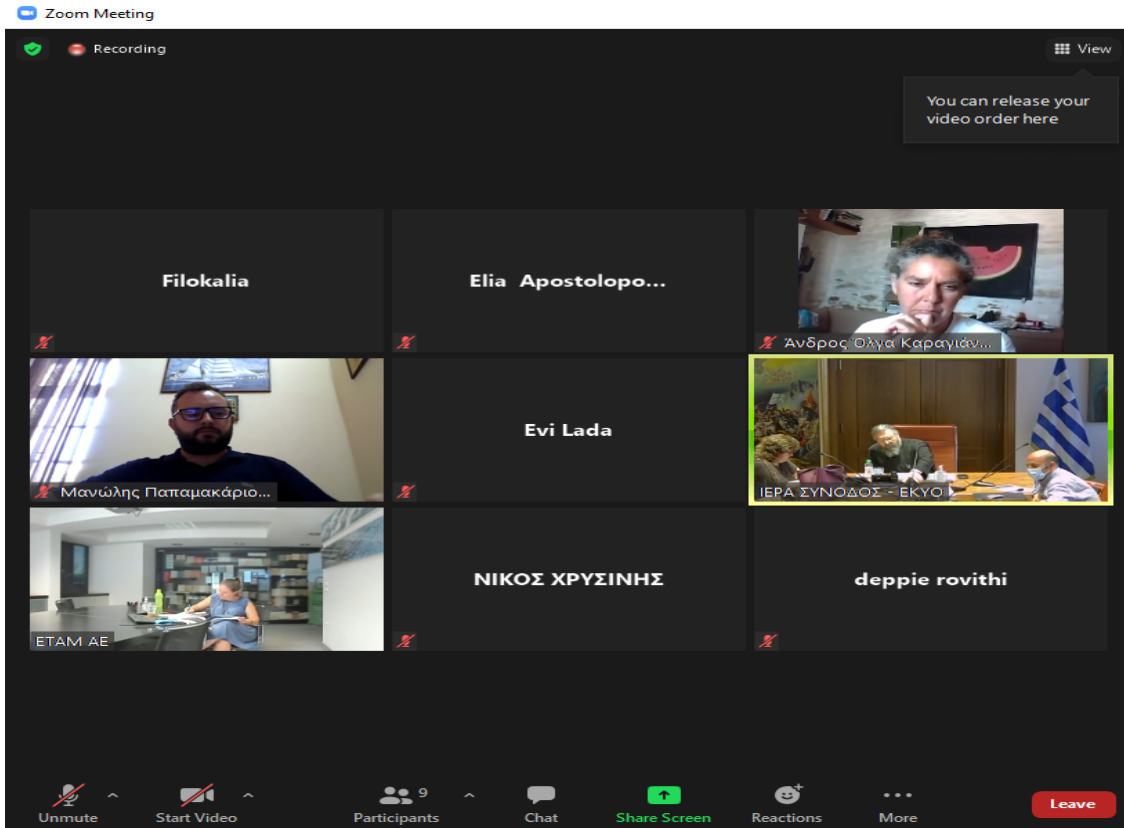 Zoom Meeting
Recording
View
You can release your
video order here
Filokalia
Elia Apostolopo...
Άνδρος Όλγα Καραγιάν...
Μανώλης Παπαμακάριο...
Evi Lada
ΙΕΡΑ ΣΥΝΟΔΟΣ - ΕΚΥΟ
ETAM AE
ΝΙΚΟΣ ΧΡΥΣΙΝΗΣ
deppie rovithi
Unmute
Start Video
9
Participants
Chat
Share Screen
Reactions
More
Leave